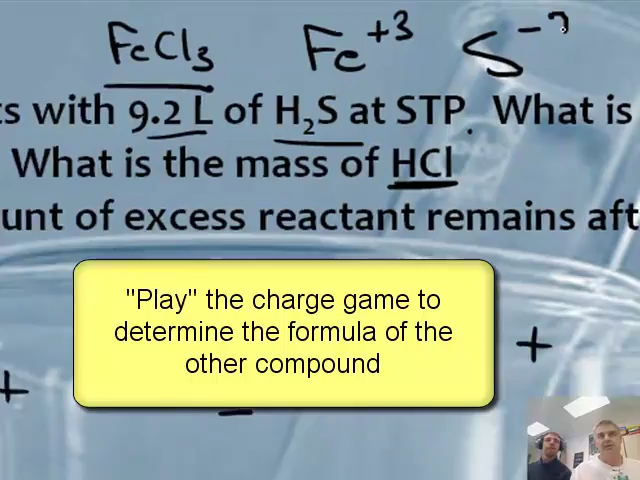 FeCl3 Fe+3 S-2
ts with 9.2 L of H2S at STP. What is
What is the mass of HCl
unt of excess reactant remains aft
"Play" the charge game to
determine the formula of the
other compound
+
+